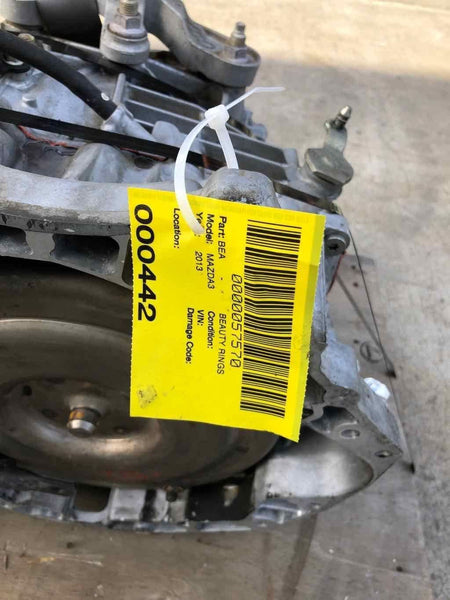 0000057570
Part: BEA - - BEAUTY RINGS
Model: MAZDA3 Condition:
2013 VIN:
Damage Code:
Location:
000442